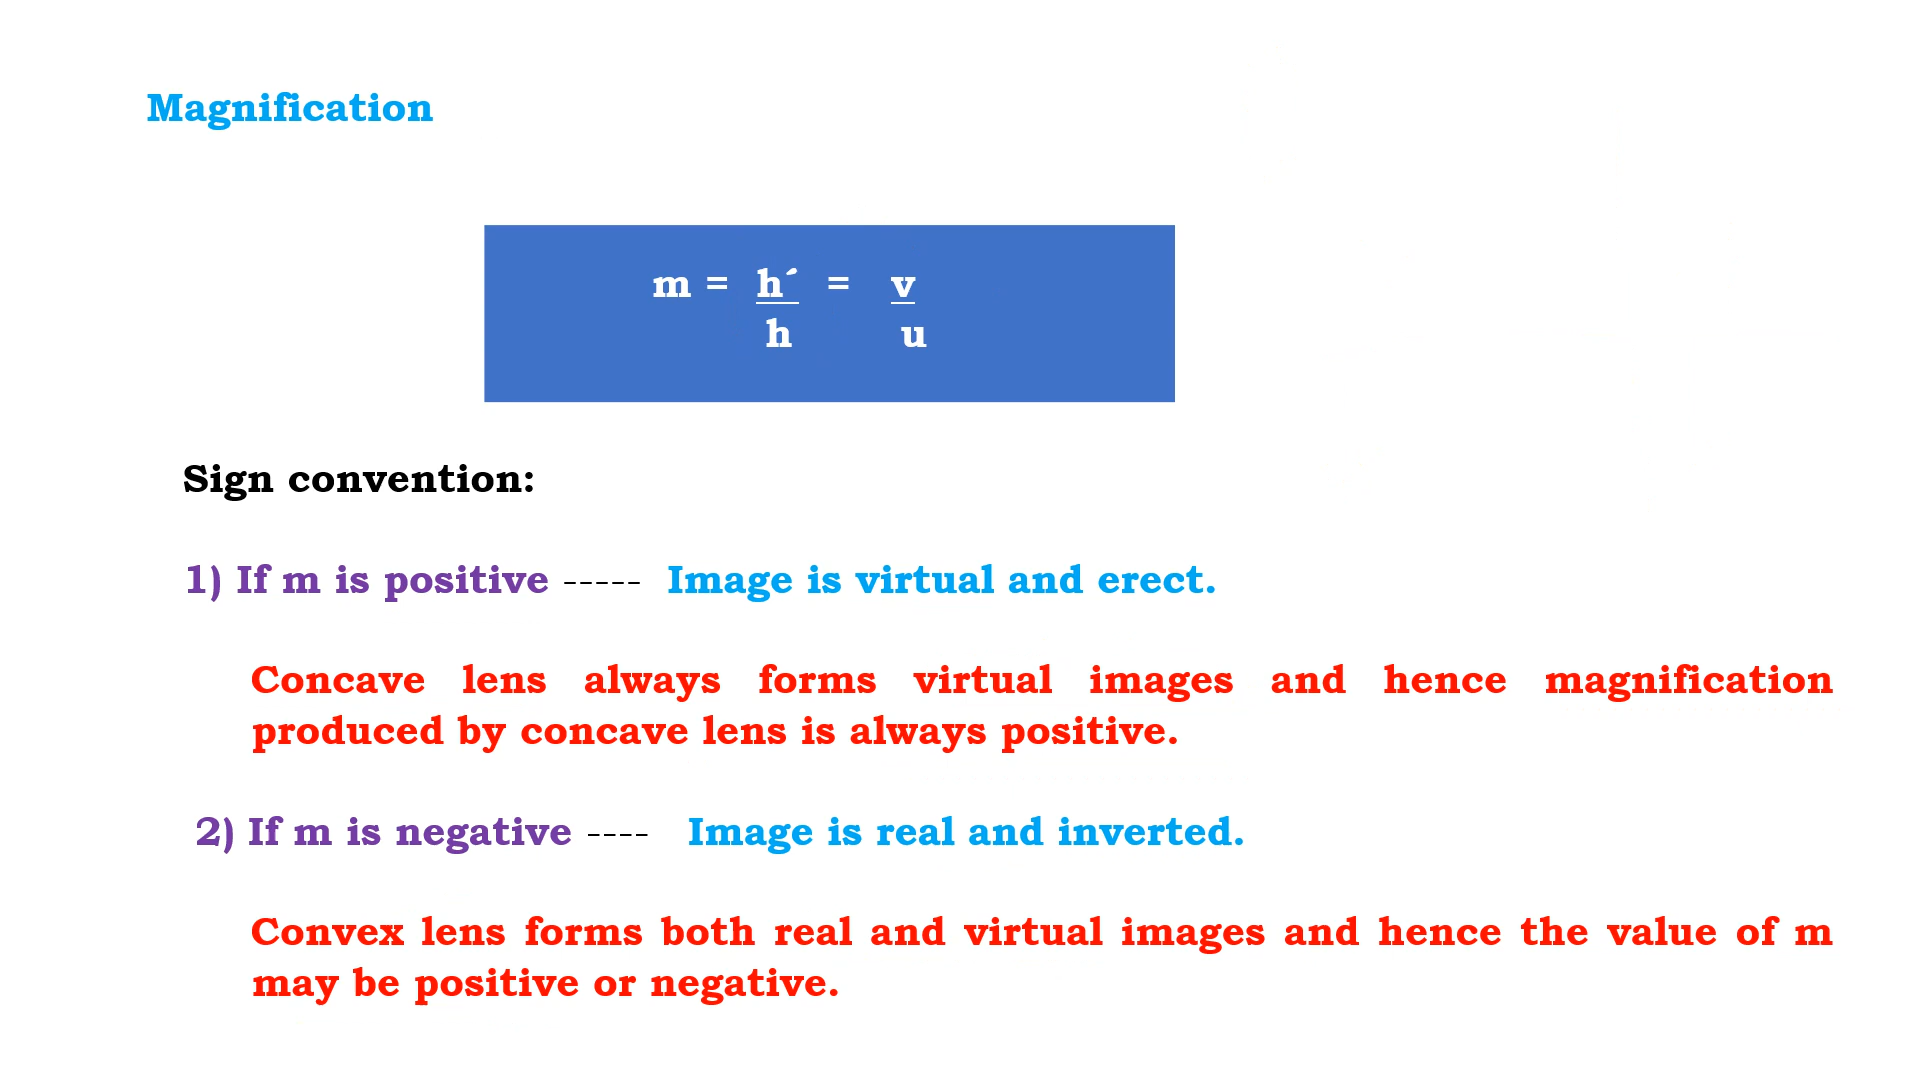 Magnification
m = h´ = v
h u
Sign convention:
1) If m is positive ----- Image is virtual and erect.
Concave lens always forms virtual images and hence magnification
produced by concave lens is always positive.
2) If m is negative ---- Image is real and inverted.
Convex lens forms both real and virtual images and hence the value of m
may be positive or negative.